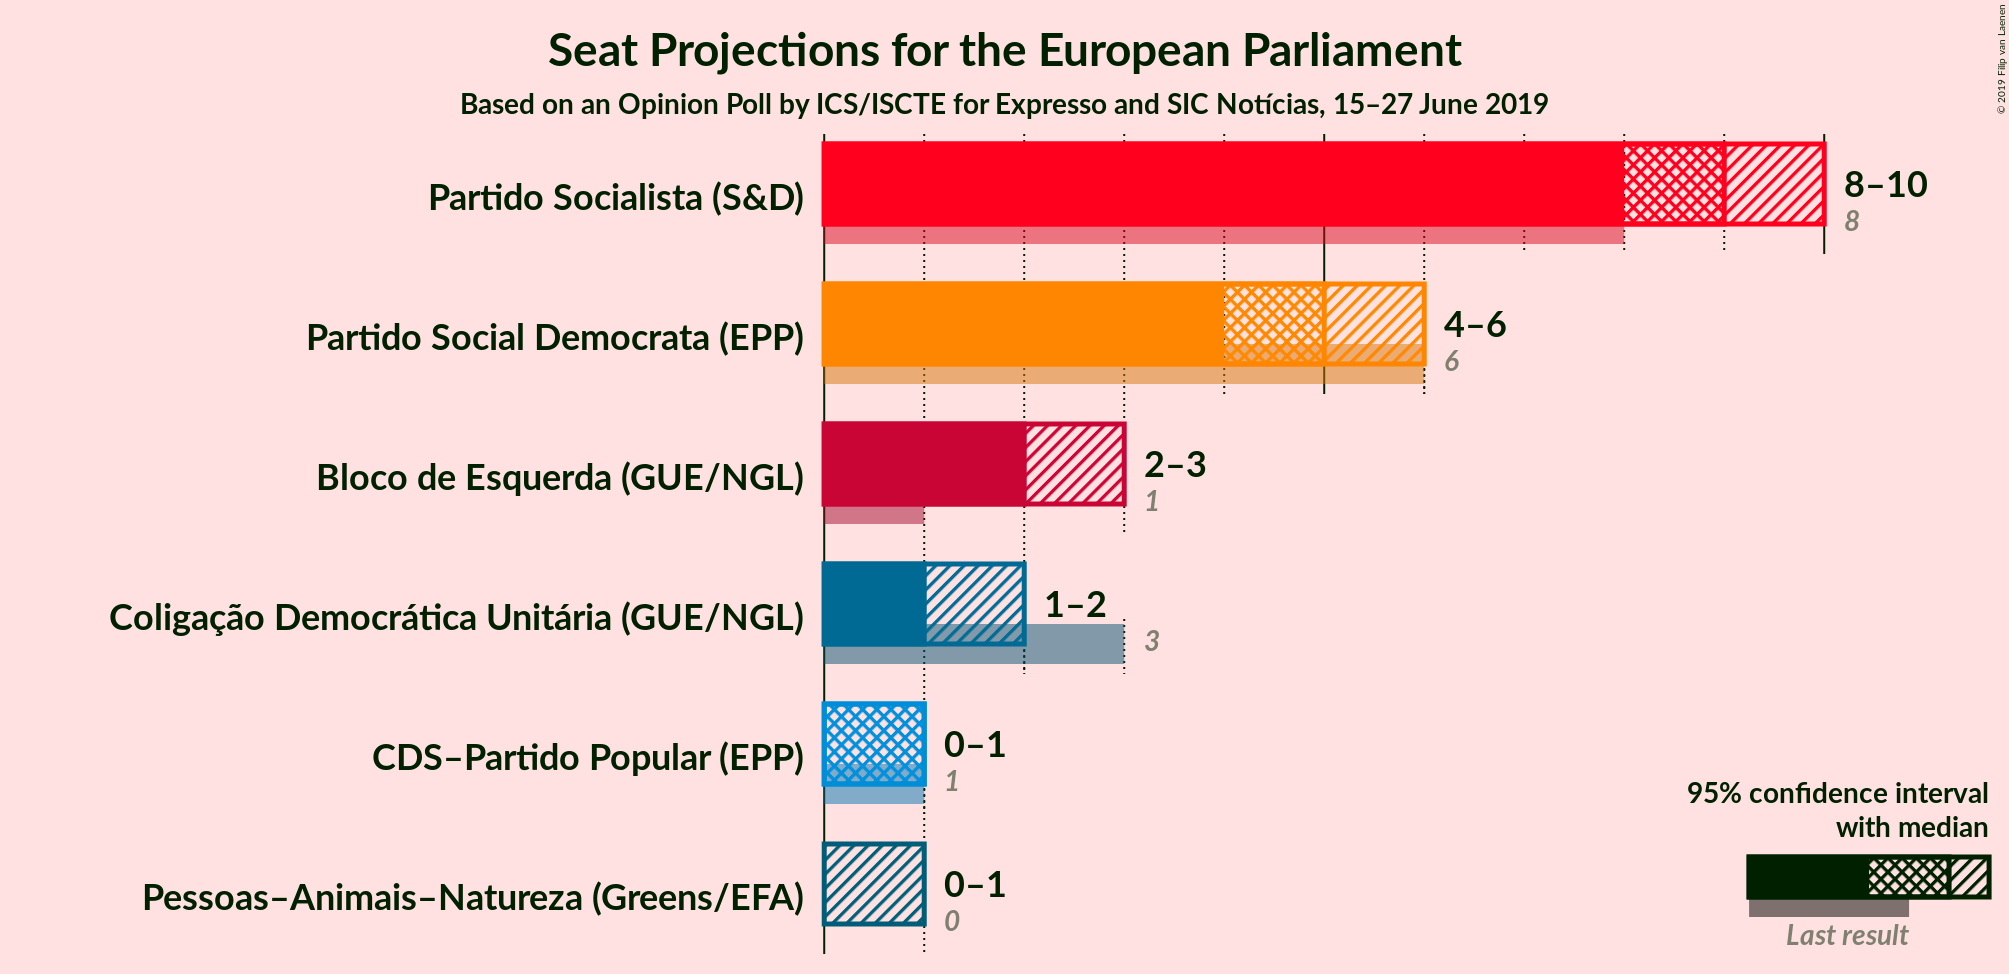 Seat Projections for the European Parliament
Based on an Opinion Poll by ICS/ISCTE for Expresso and SIC Notícias, 15–27 June 2019
© 2019 Filip van Laenen
Partido Socialista (S&D)
8–10
8
Partido Social Democrata (EPP)
4–6
6
Bloco de Esquerda (GUE/NGL)
2–3
1
Coligação Democrática Unitária (GUE/NGL)
1–2
3
CDS–Partido Popular (EPP)
0–1
1
Pessoas–Animais–Natureza (Greens/EFA)
0–1
0
95% confidence interval
with median
Last result